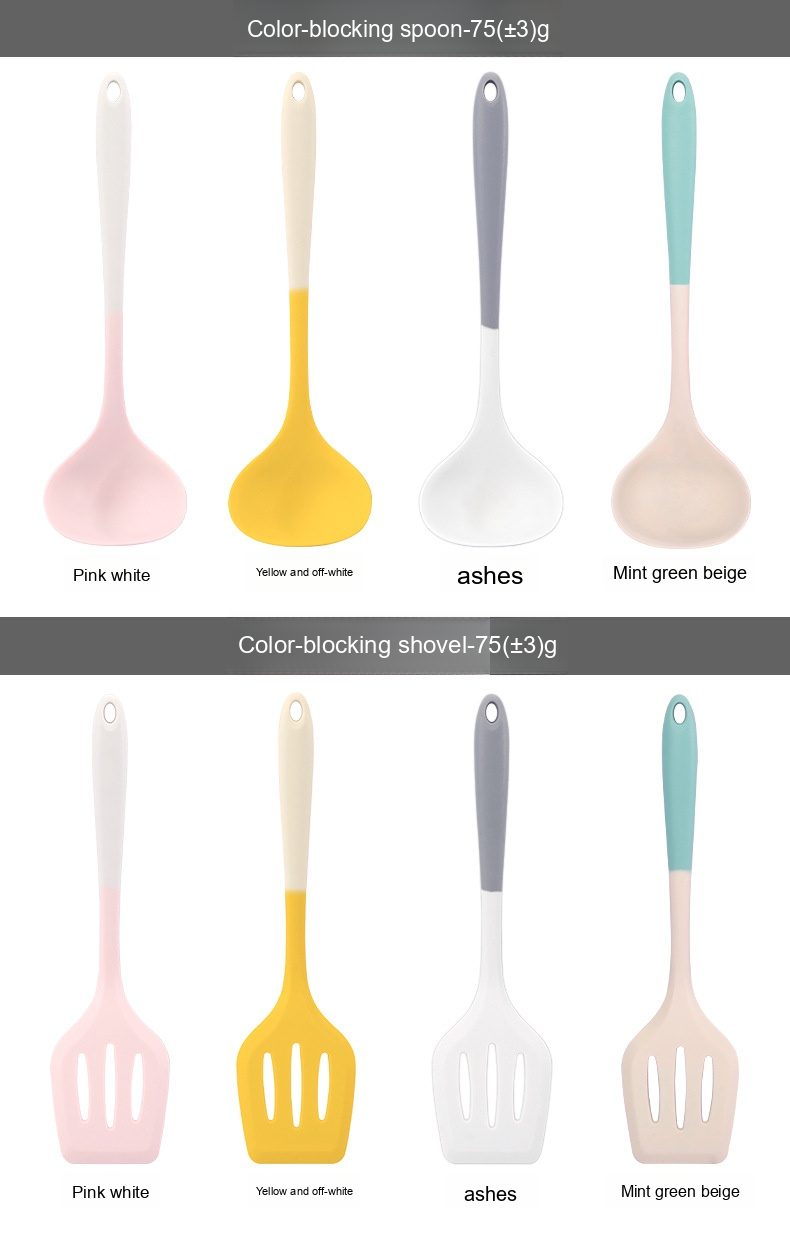 Color-blocking spoon-75(±3)g
Pink white
Yellow and off-white
ashes
Mint green beige
Color-blocking shovel-75(±3)g
Pink white
Yellow and off-white
ashes
Mint green beige